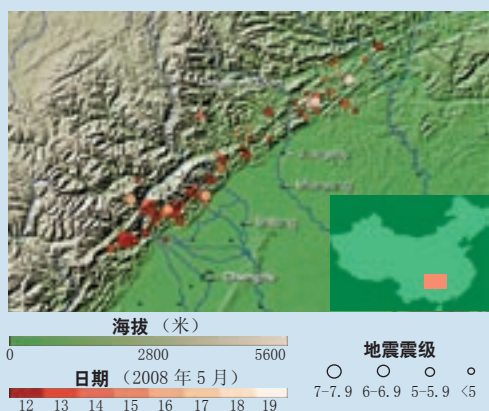 Chengdu
海拔 （米）
0 2800 5600
日期 （2008 年 5 月）
12 13 14 15 16 17 18 19
地震震级
7-7.9 6-6.9 5-5.9 <5